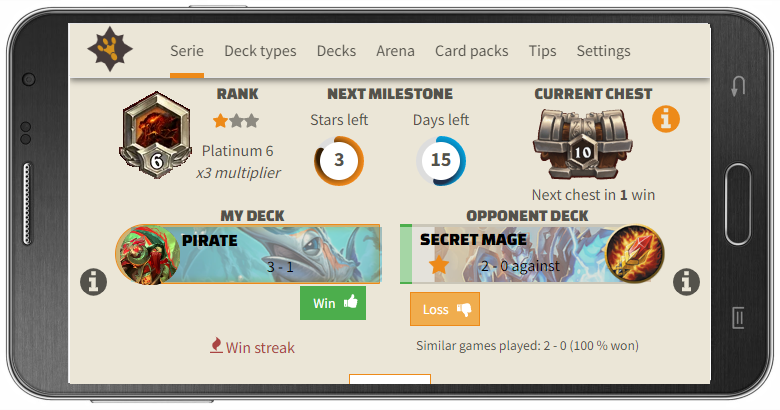 Serie Deck types Decks Arena Card packs Tips Settings
RANK NEXT MILESTONE CURRENT CHEST
Stars left Days left
6 Platinum 6 3 15 10
x3 multiplier
Next chest in 1 win
MY DECK OPPONENT DECK
PIRATE SECRET MAGE
3 - 1 2 - 0 against
Win Loss
Win streak Similar games played: 2 - 0 (100 % won)